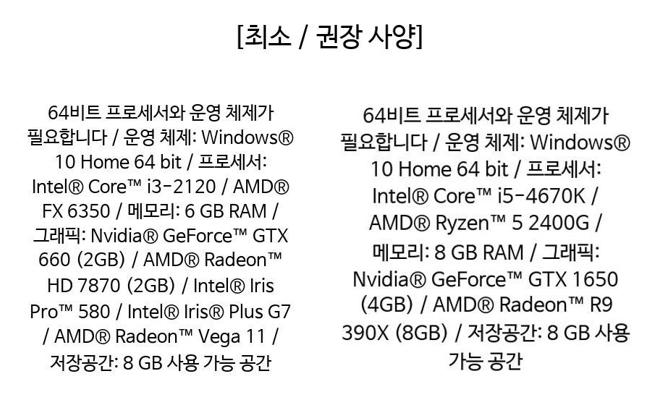 [최소 / 권장 사양]
64비트 프로세서와 운영 체제가
필요합니다 / 운영 체제: Windows®
10 Home 64 bit / 프로세서:
Intel® Core™ i3-2120 / AMD®
FX 6350 / 메모리: 6 GB RAM /
그래픽: Nvidia® GeForce™ GTX
660 (2GB) / AMD® Radeon™
HD 7870 (2GB) / Intel® Iris
Pro™ 580 / Intel® Iris® Plus G7
/ AMD® Radeon™ Vega 11 /
저장공간: 8 GB 사용 가능 공간
64비트 프로세서와 운영 체제가
필요합니다 / 운영 체제: Windows®
10 Home 64 bit / 프로세서:
Intel® Core™ i5-4670K /
AMD® Ryzen™ 5 2400G /
메모리: 8 GB RAM / 그래픽:
Nvidia® GeForce™ GTX 1650
(4GB) / AMD® Radeon™ R9
390X (8GB) / 저장공간: 8 GB 사용
가능 공간